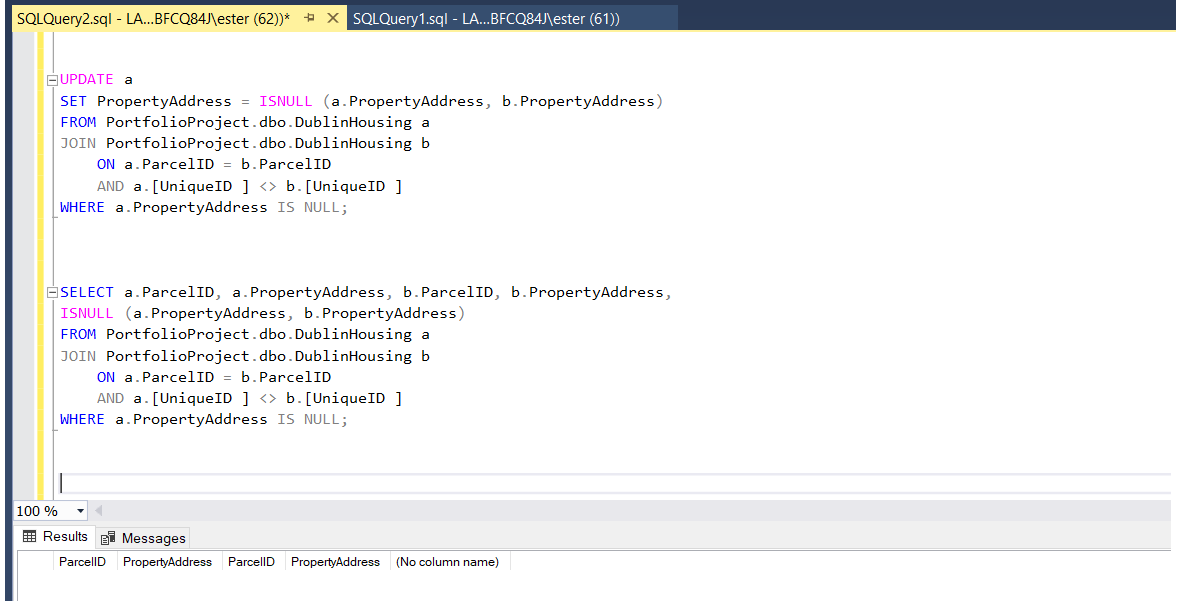 SQLQuery2.sql - LA...BFCQ84J\ester (62))* SQLQuery1.sql - LA...BFCQ84J\ester (61))
UPDATE a
SET PropertyAddress = ISNULL (a.PropertyAddress, b.PropertyAddress)
FROM PortfolioProject.dbo.DublinHousing a
JOIN PortfolioProject.dbo.DublinHousing b
ON a.ParcelID = b.ParcelID
AND a.[UniqueID ] <> b.[UniqueID ]
WHERE a.PropertyAddress IS NULL;
SELECT a.ParcelID, a.PropertyAddress, b.ParcelID, b.PropertyAddress,
ISNULL (a.PropertyAddress, b.PropertyAddress)
FROM PortfolioProject.dbo.DublinHousing a
JOIN PortfolioProject.dbo.DublinHousing b
ON a.ParcelID = b.ParcelID
AND a.[UniqueID ] <> b.[UniqueID ]
WHERE a.PropertyAddress IS NULL;
100 %
Results Messages
ParcelID PropertyAddress ParcelID PropertyAddress (No column name)